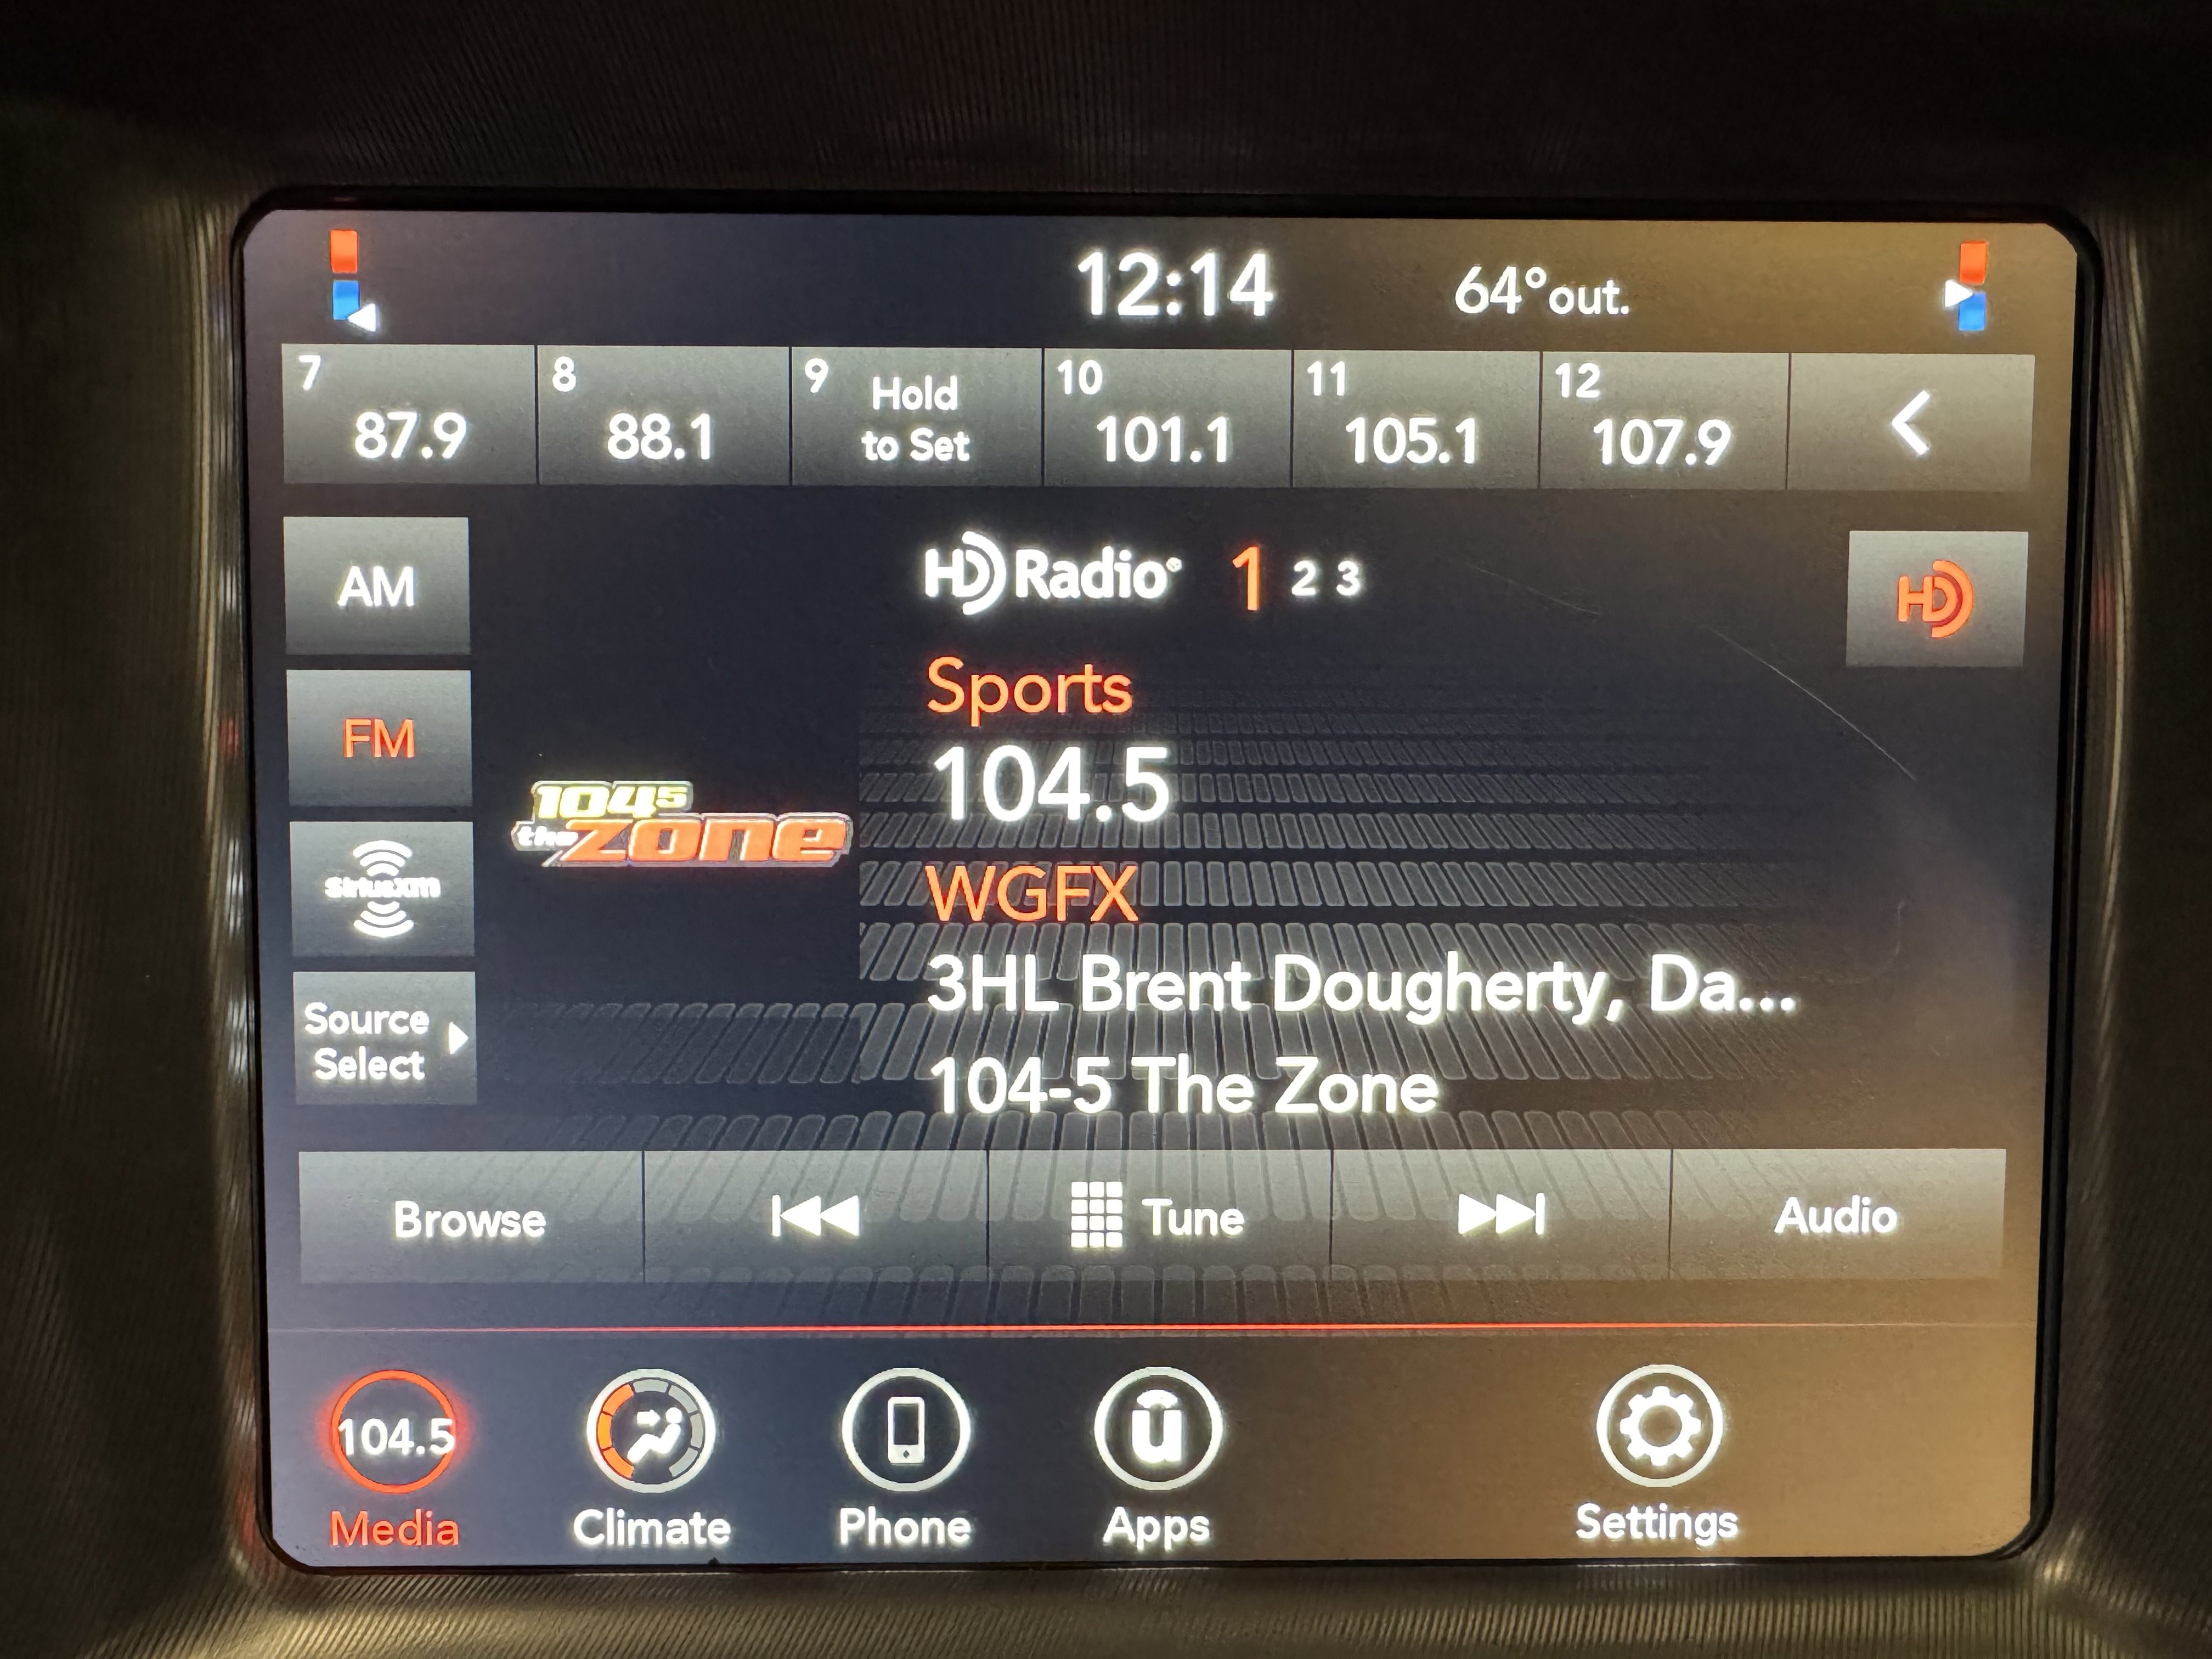 12:14 64°out.
7 8 9 Hold 10 11 12
87.9 88.1 to Set 101.1 105.1 107.9
AM
HD Radio® 1 2 3
HD
Sports
FM
104.5
104⁵
the Zone
SiriusXM
WGFX
3HL Brent Dougherty, Da...
Source
Select
104-5 The Zone
Browse Tune Audio
104.5 u
Media Climate Phone Apps Settings